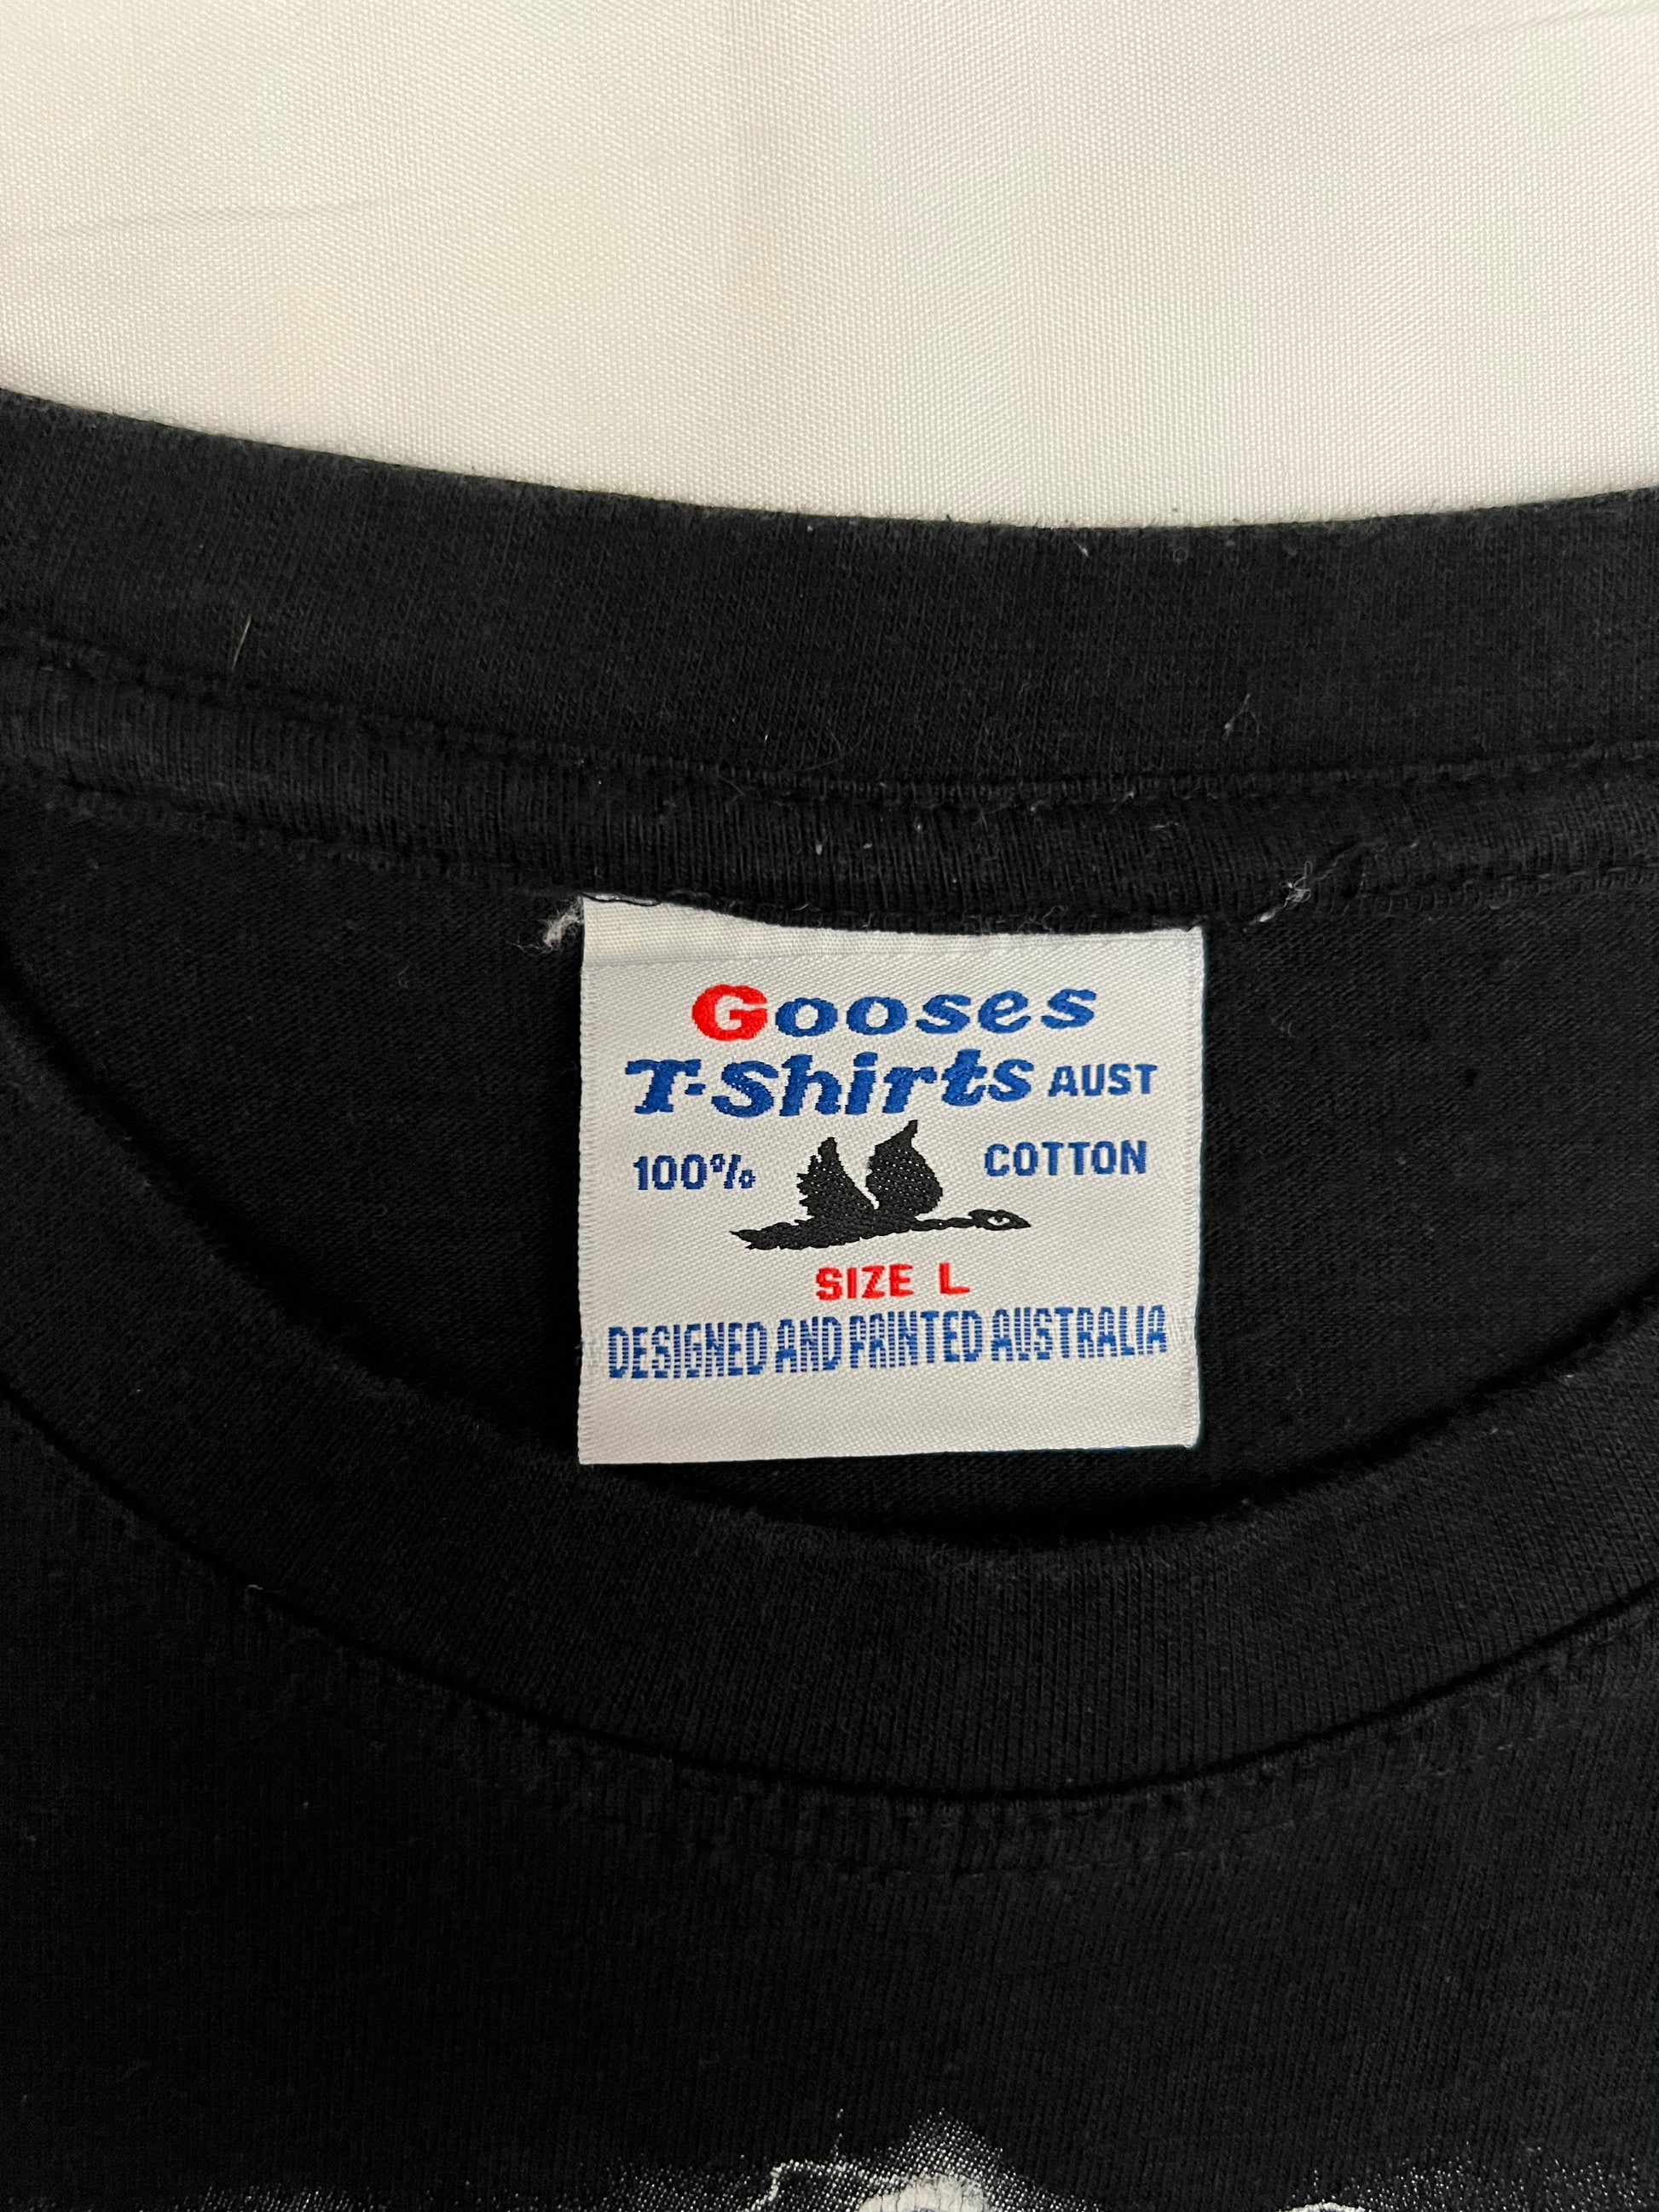 Gooses
T-Shirts AUST
100% COTTON
SIZE L
DESIGNED AND PRINTED AUSTRALIA